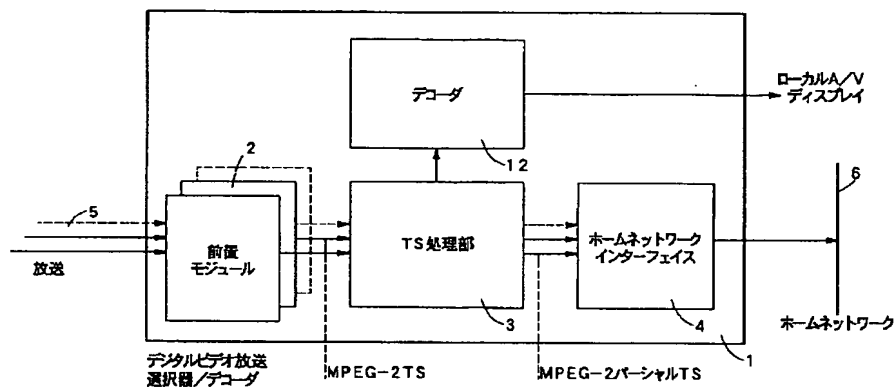 デコーダ
12
ローカルA/V
ディスプレイ
2
6
5
前置
モジュール
TS処理部
ホームネットワーク
インターフェイス
放送
3
4
ホームネットワーク
1
デジタルビデオ放送
選択器/デコーダ
MPEG-2TS
MPEG-2パーシャルTS